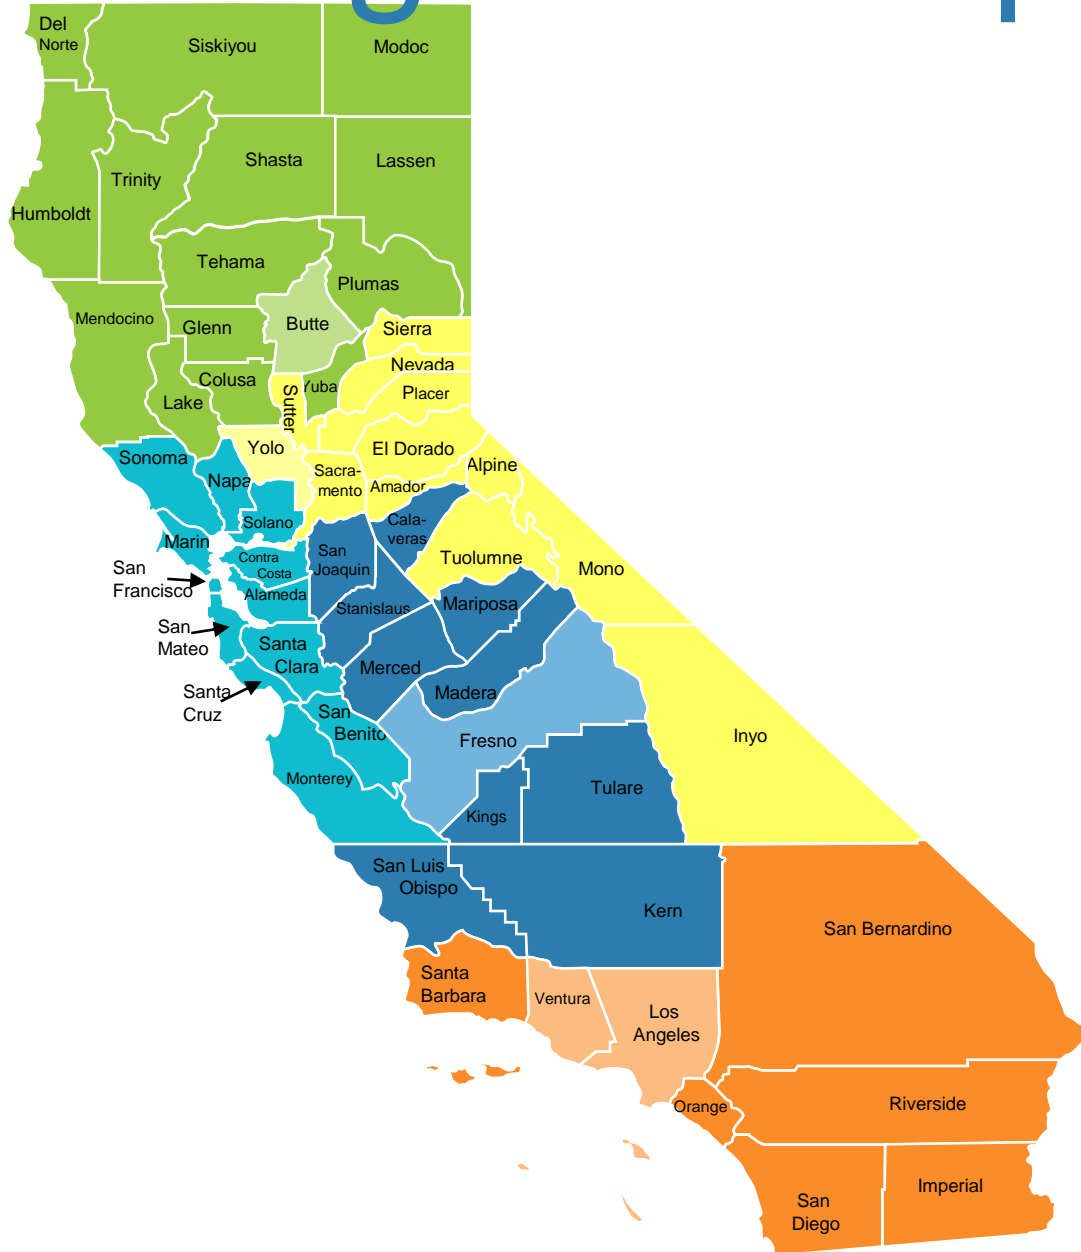 Del
Norte
Siskiyou
Modoc
Shasta
Lassen
Trinity
Humboldt
Tehama
Plumas
Mendocino
Glenn
Butte
Sierra
Nevada
Colusa
Yuba
Placer
Lake
Sutter
Yolo
El Dorado
Sonoma
Napa
Sacra-
mento
Alpine
Amador
Solano
Cala-
veras
Marin
San
Joaquin
Contra
Costa
Tuolumne
Mono
San
Francisco
Alameda
Stanislaus
Mariposa
San
Mateo
Santa
Clara
Merced
Madera
Santa
Cruz
San
Benito
Fresno
Inyo
Monterey
Tulare
Kings
San Luis
Obispo
Kern
San Bernardino
Santa
Barbara
Ventura
Los
Angeles
Orange
Riverside
San
Diego
Imperial